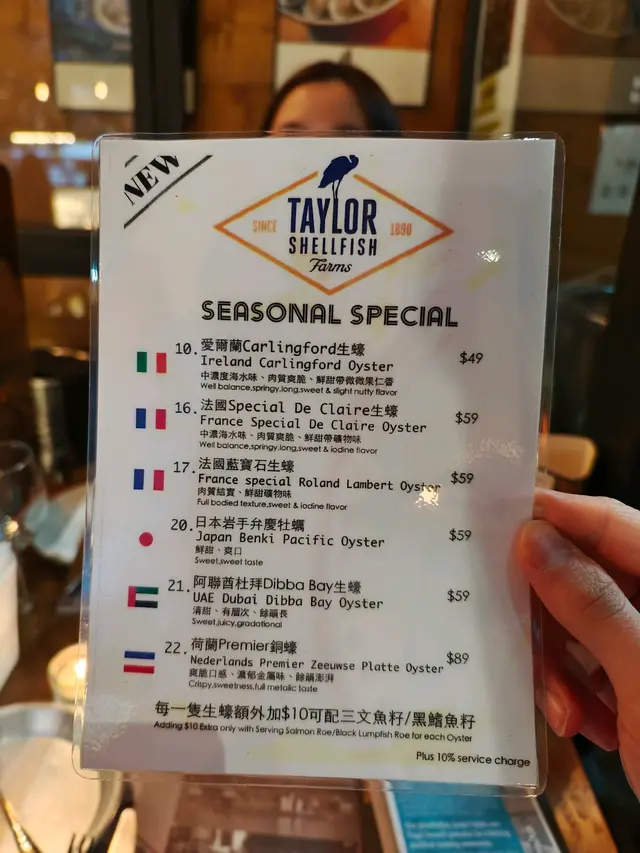 NEW
SINCE TAYLOR 1890
SHELLFISH
Farms
SEASONAL SPECIAL
10. 愛爾蘭Carlingford生蠔
Ireland Carlingford Oyster $49
中濃度海水味、肉質爽脆、鮮甜帶微微果仁香
Well balance,springy,long,sweet & slight nutty flavor
16. 法國Special De Claire生蠔
France Special De Claire Oyster $59
中濃海水味、肉質爽脆、鮮甜帶礦物味
Well balance,springy,long,sweet & iodine flavor
17. 法國藍寶石生蠔
France special Roland Lambert Oyster $59
肉質結實、鮮甜礦物味
Full bodied texture,sweet & iodine flavor
20. 日本岩手弁慶牡蠣
Japan Benki Pacific Oyster $59
鮮甜、爽口
Sweet,sweet taste
21. 阿聯酋杜拜Dibba Bay生蠔
UAE Dubai Dibba Bay Oyster $59
清甜、有層次、餘韻長
Sweet,juicy,gradational
22. 荷蘭Premier銅蠔
Nederlands Premier Zeeuwse Platte Oyster $89
爽脆口感、濃郁金屬味、餘韻澎湃
Crispy,sweetness,full metalic taste
每一隻生蠔額外加$10可配三文魚籽/黑鰭魚籽
Adding $10 Extra only with Serving Salmon Roe/Black Lumpfish Roe for each Oyster
Plus 10% service charge